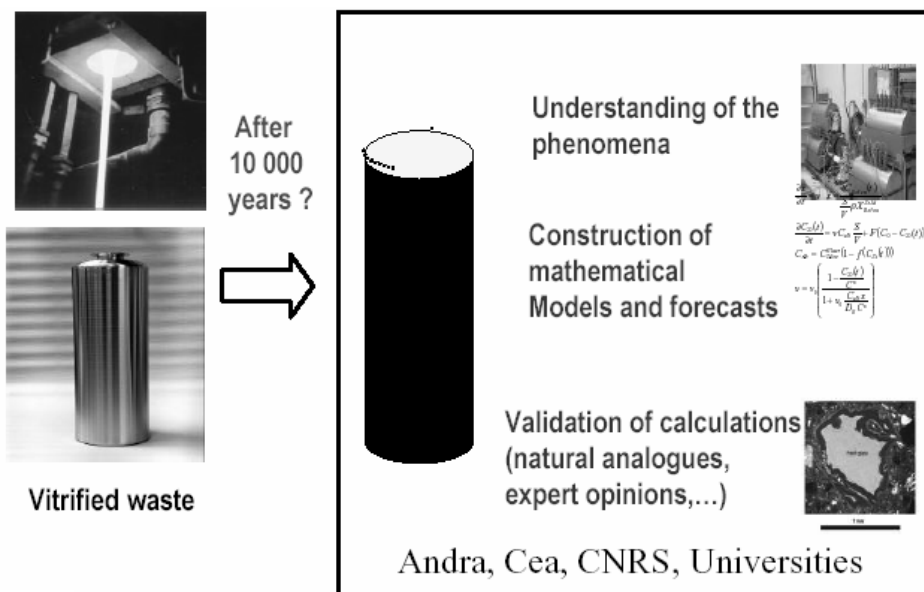 After
10 000
years ?
Vitrified waste
Understanding of the
phenomena
Construction of
mathematical
Models and forecasts
Validation of calculations
(natural analogues,
expert opinions,...)
Andra, Cea, CNRS, Universities